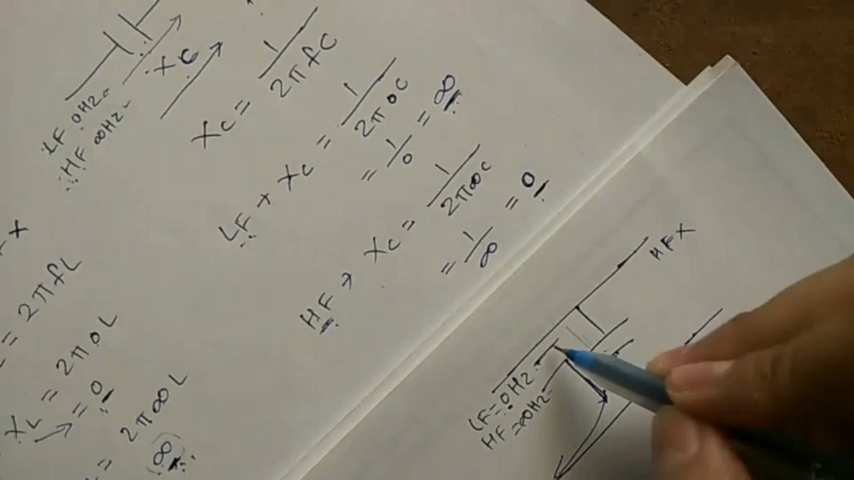 LF 0Hz
HF ∞Hz
Xc
Xc = 1/2πfC
LF → Xc = 1/2π0C
= 1/0 = ∞
HF → Xc = 1/2π∞C
= 1/∞ = 0
X
= 2πfL
XL = 2π0L
= 0
= 2π∞L
∞
HF X
LF=0Hz
HF=∞Hz